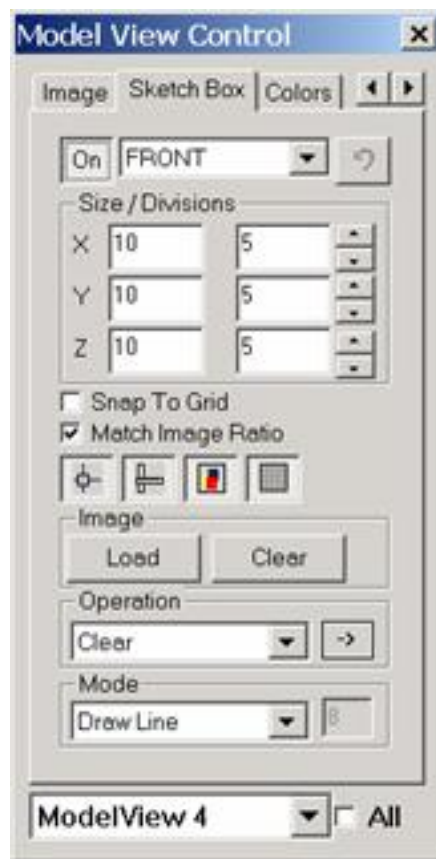 Model View Control
Image Sketch Box Colors
On FRONT
Size / Divisions
X 10 5
Y 10 5
Z 10 5
Snap To Grid
Match Image Ratio
Image
Load Clear
Operation
Clear ->
Mode
Draw Line 8
ModelView 4 All